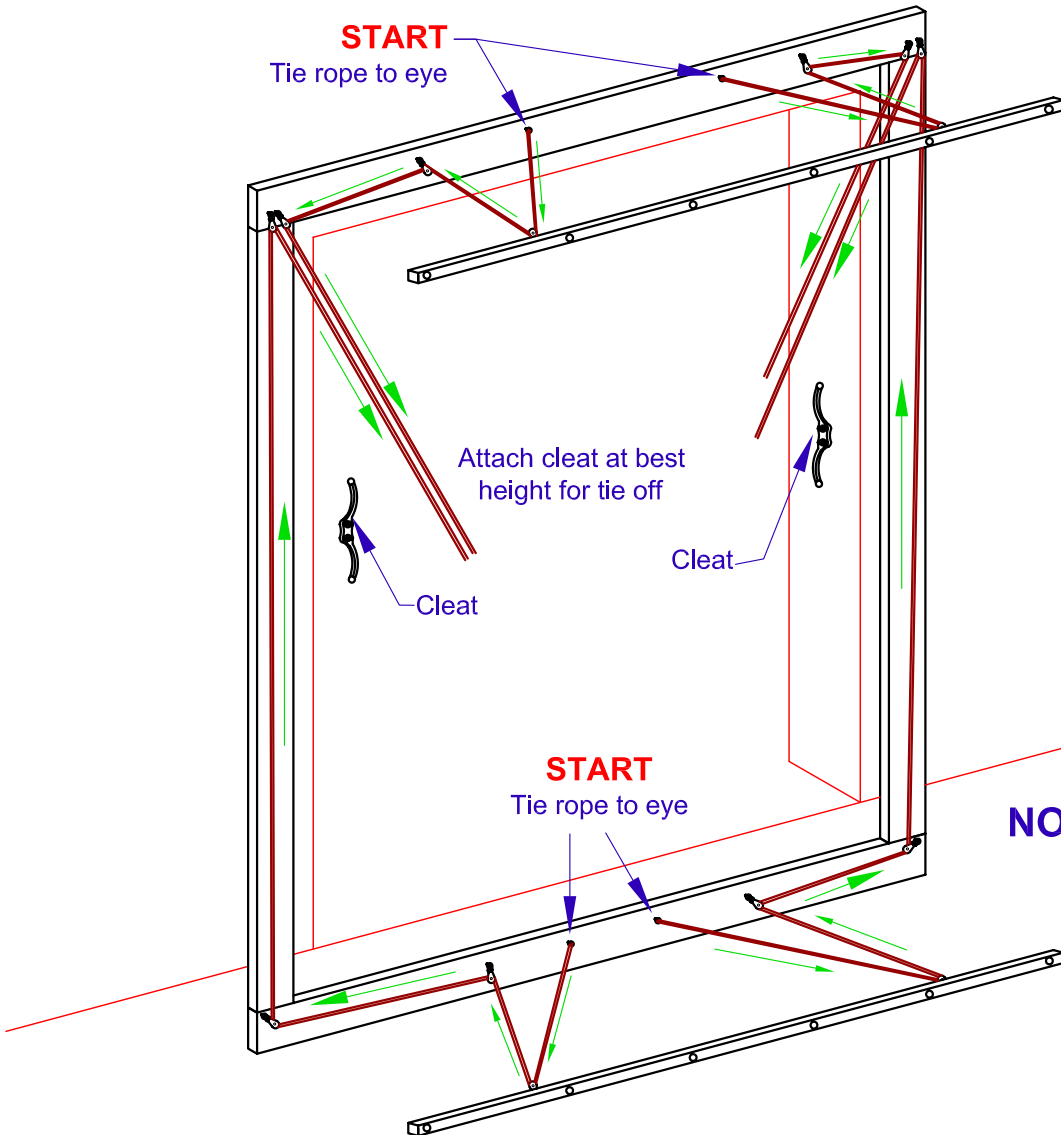 START
Tie rope to eye
Attach cleat at best
height for tie off
Cleat
Cleat
START
Tie rope to eye
NO